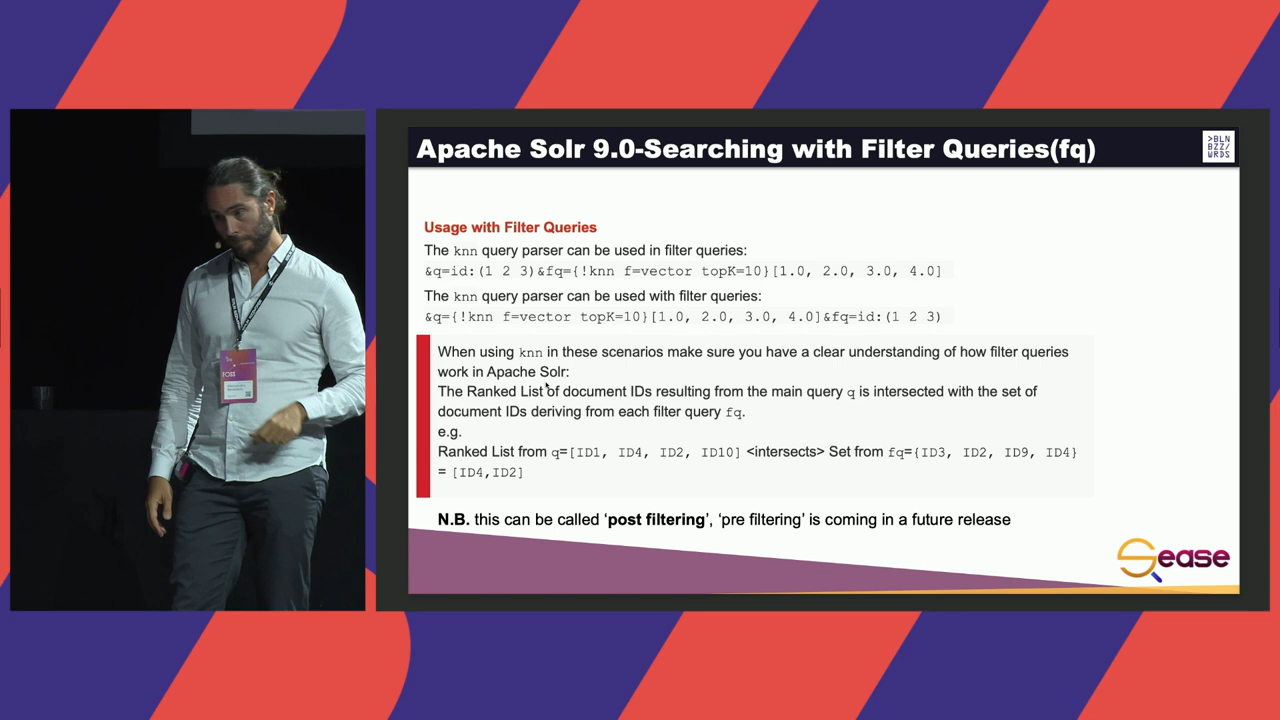 Apache Solr 9.0-Searching with Filter Queries(fq)
>BLN
BZZ/
WRDS
Usage with Filter Queries
The knn query parser can be used in filter queries:
&q=id:(1 2 3)&fq={!knn f=vector topK=10}[1.0, 2.0, 3.0, 4.0]
The knn query parser can be used with filter queries:
&q={!knn f=vector topK=10}[1.0, 2.0, 3.0, 4.0]&fq=id:(1 2 3)
When using knn in these scenarios make sure you have a clear understanding of how filter queries
work in Apache Solr:
The Ranked List of document IDs resulting from the main query q is intersected with the set of
document IDs deriving from each filter query fq.
e.g.
Ranked List from q=[ID1, ID4, ID2, ID10] <intersects> Set from fq={ID3, ID2, ID9, ID4}
= [ID4,ID2]
N.B. this can be called ‘post filtering’, ‘pre filtering’ is coming in a future release
Sease
FOSS